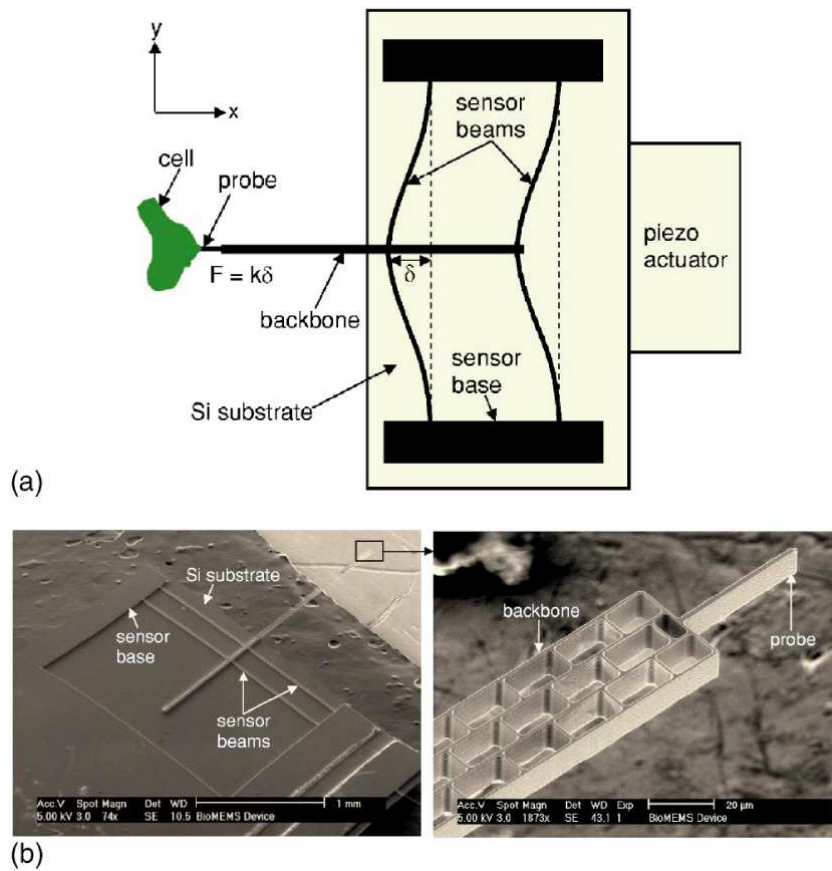 y
x
cell
probe
F = kδ
backbone
δ
sensor
beams
piezo
actuator
Si substrate
sensor
base
(a)
Si substrate
sensor
base
sensor
beams
Acc.V Spot Magn Det WD 1 mm
5.00 kV 3.0 74x SE 10.5 BioMEMS Device
backbone
probe
Acc.V Spot Magn Det WD Exp 20 µm
5.00 kV 3.0 1873x SE 43.1 1 BioMEMS Device
(b)